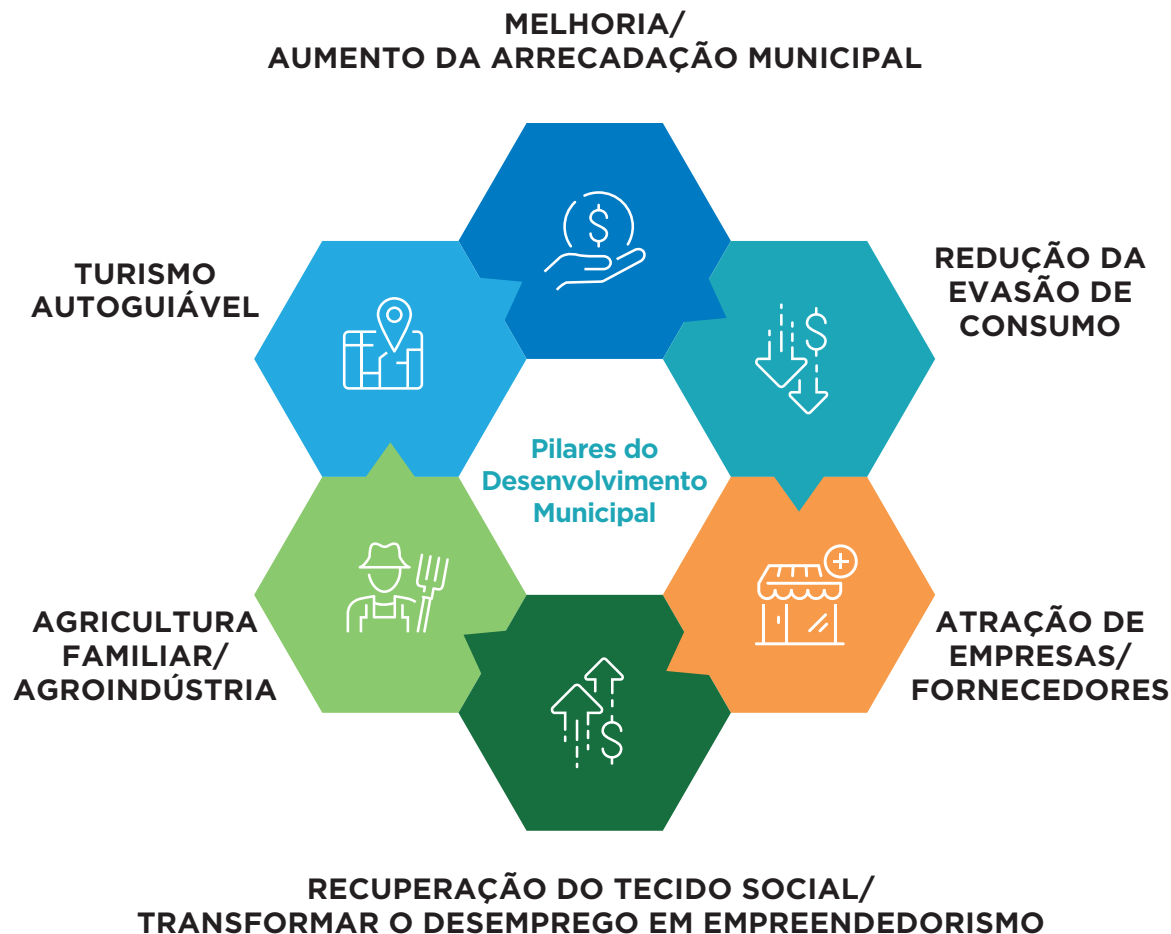 MELHORIA/
AUMENTO DA ARRECADAÇÃO MUNICIPAL
TURISMO
AUTOGUIÁVEL
REDUÇÃO DA
EVASÃO DE
CONSUMO
Pilares do
Desenvolvimento
Municipal
AGRICULTURA
FAMILIAR/
AGROINDÚSTRIA
ATRAÇÃO DE
EMPRESAS/
FORNECEDORES
RECUPERAÇÃO DO TECIDO SOCIAL/
TRANSFORMAR O DESEMPREGO EM EMPREENDEDORISMO